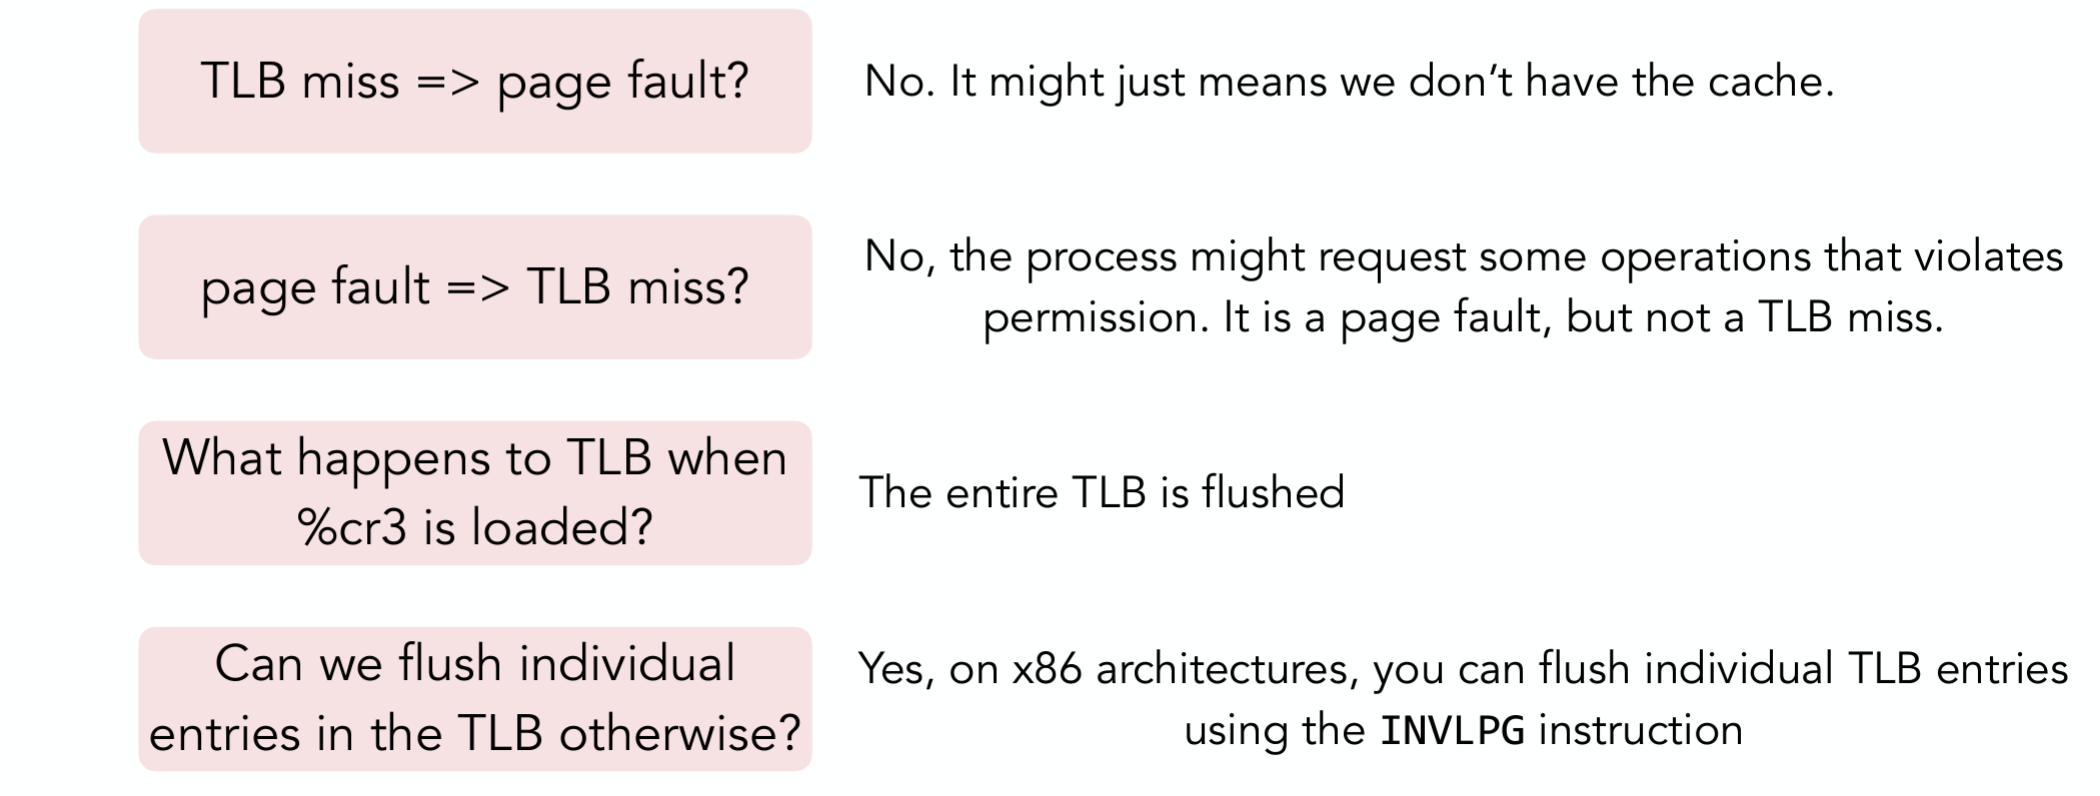 TLB miss => page fault?
No. It might just means we don’t have the cache.
page fault => TLB miss?
No, the process might request some operations that violates
permission. It is a page fault, but not a TLB miss.
What happens to TLB when
%cr3 is loaded?
The entire TLB is flushed
Can we flush individual
entries in the TLB otherwise?
Yes, on x86 architectures, you can flush individual TLB entries
using the INVLPG instruction